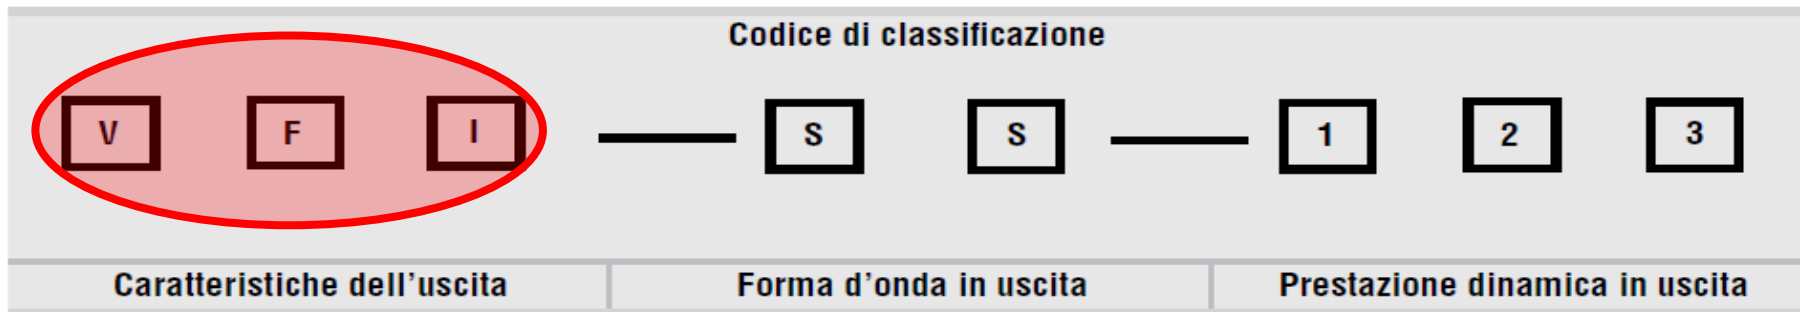 Codice di classificazione
V F I — S S — 1 2 3
Caratteristiche dell'uscita Forma d'onda in uscita Prestazione dinamica in uscita